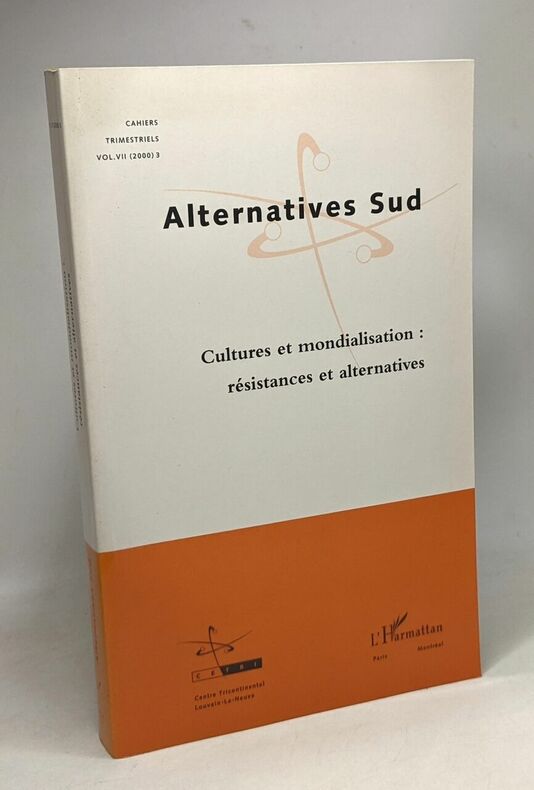 CAHIERS
TRIMESTRIELS
VOL.VII (2000) 3
Alternatives Sud
Cultures et mondialisation :
résistances et alternatives
CETRI
Centre Tricontinental
Louvain-La-Neuve
L'Harmattan
Paris Montréal